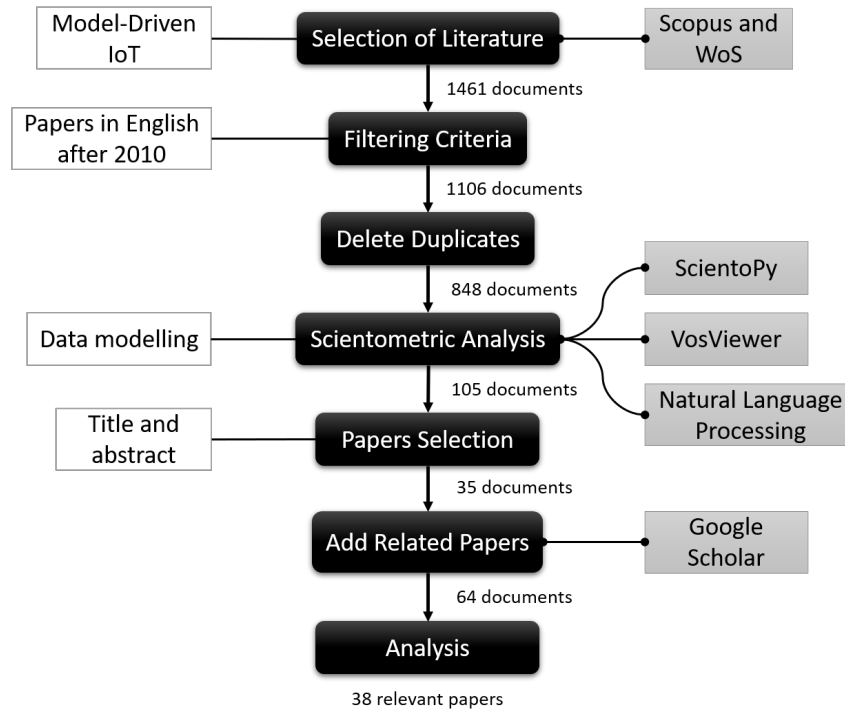 Model-Driven
IoT
Selection of Literature
Scopus and
WoS
1461 documents
Papers in English
after 2010
Filtering Criteria
1106 documents
Delete Duplicates
848 documents
ScientoPy
Data modelling
Scientometric Analysis
VosViewer
105 documents
Natural Language
Processing
Title and
abstract
Papers Selection
35 documents
Add Related Papers
Google
Scholar
64 documents
Analysis
38 relevant papers